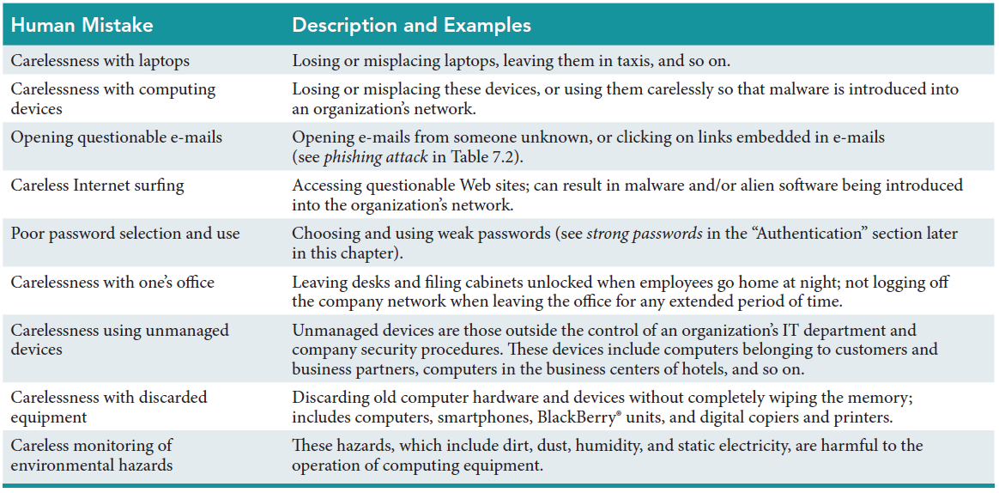 Human Mistake Description and Examples
Carelessness with laptops Losing or misplacing laptops, leaving them in taxis, and so on.
Carelessness with computing Losing or misplacing these devices, or using them carelessly so that malware is introduced into
devices an organization’s network.
Opening questionable e-mails Opening e-mails from someone unknown, or clicking on links embedded in e-mails
(see phishing attack in Table 7.2).
Careless Internet surfing Accessing questionable Web sites; can result in malware and/or alien software being introduced
into the organization’s network.
Poor password selection and use Choosing and using weak passwords (see strong passwords in the “Authentication” section later
in this chapter).
Carelessness with one’s office Leaving desks and filing cabinets unlocked when employees go home at night; not logging off
the company network when leaving the office for any extended period of time.
Carelessness using unmanaged Unmanaged devices are those outside the control of an organization’s IT department and
devices company security procedures. These devices include computers belonging to customers and
business partners, computers in the business centers of hotels, and so on.
Carelessness with discarded Discarding old computer hardware and devices without completely wiping the memory;
equipment includes computers, smartphones, BlackBerry® units, and digital copiers and printers.
Careless monitoring of These hazards, which include dirt, dust, humidity, and static electricity, are harmful to the
environmental hazards operation of computing equipment.